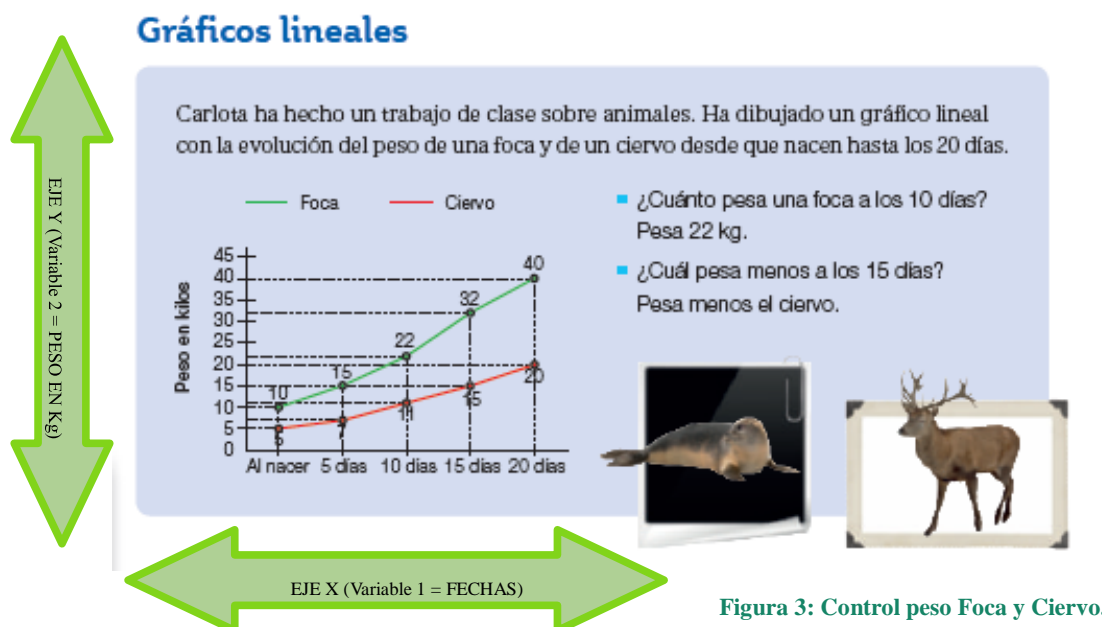 Gráficos lineales
Carlota ha hecho un trabajo de clase sobre animales. Ha dibujado un gráfico lineal
con la evolución del peso de una foca y de un ciervo desde que nacen hasta los 20 días.
EJE Y (Variable 2 = PESO EN Kg)
Foca
Ciervo
¿Cuánto pesa una foca a los 10 días?
Pesa 22 kg.
¿Cuál pesa menos a los 15 días?
Pesa menos el ciervo.
Peso en kilos
45
40
35
30
25
20
15
10
5
0
10
15
22
32
40
5
7
11
15
20
Al nacer 5 días 10 días 15 días 20 días
EJE X (Variable 1 = FECHAS)
Figura 3: Control peso Foca y Ciervo.